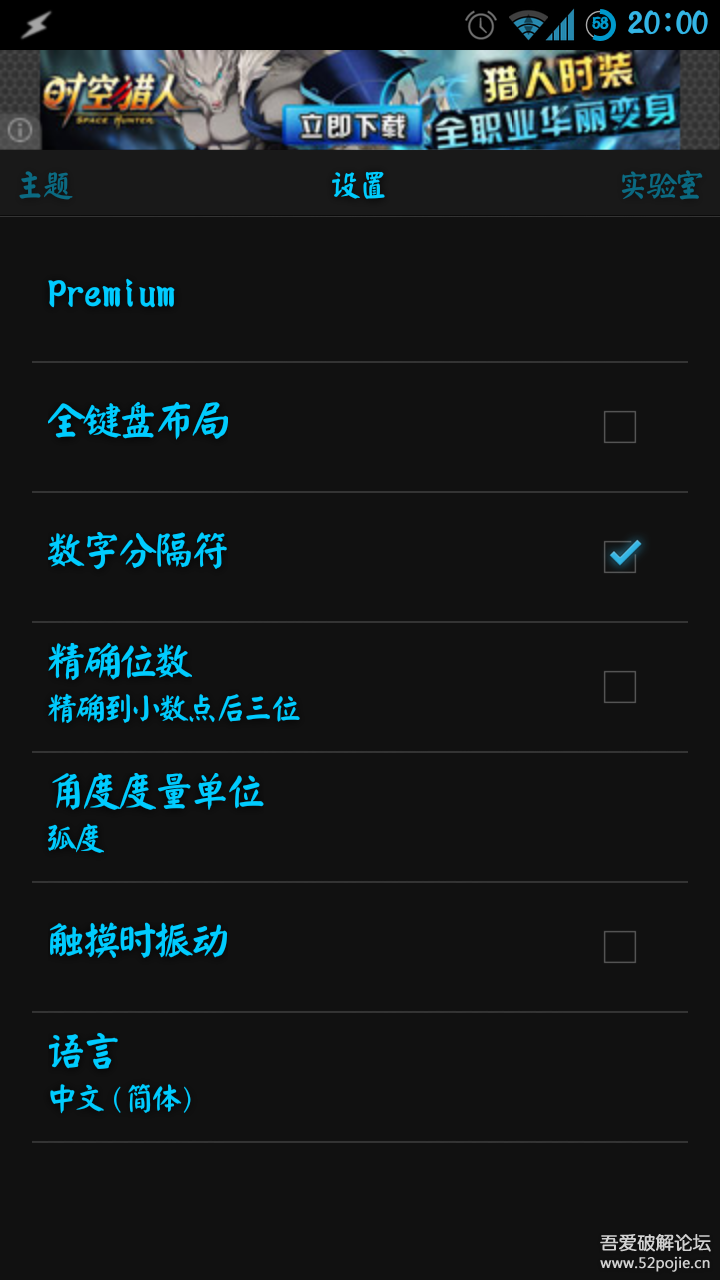 58 20:00
时空猎人
SPACE HUNTER
立即下载
猎人时装
全职业华丽变身
主题 设置 实验室
Premium
全键盘布局
数字分隔符
精确位数
精确到小数点后三位
角度度量单位
弧度
触摸时振动
语言
中文（简体）
吾爱破解论坛
www.52pojie.cn